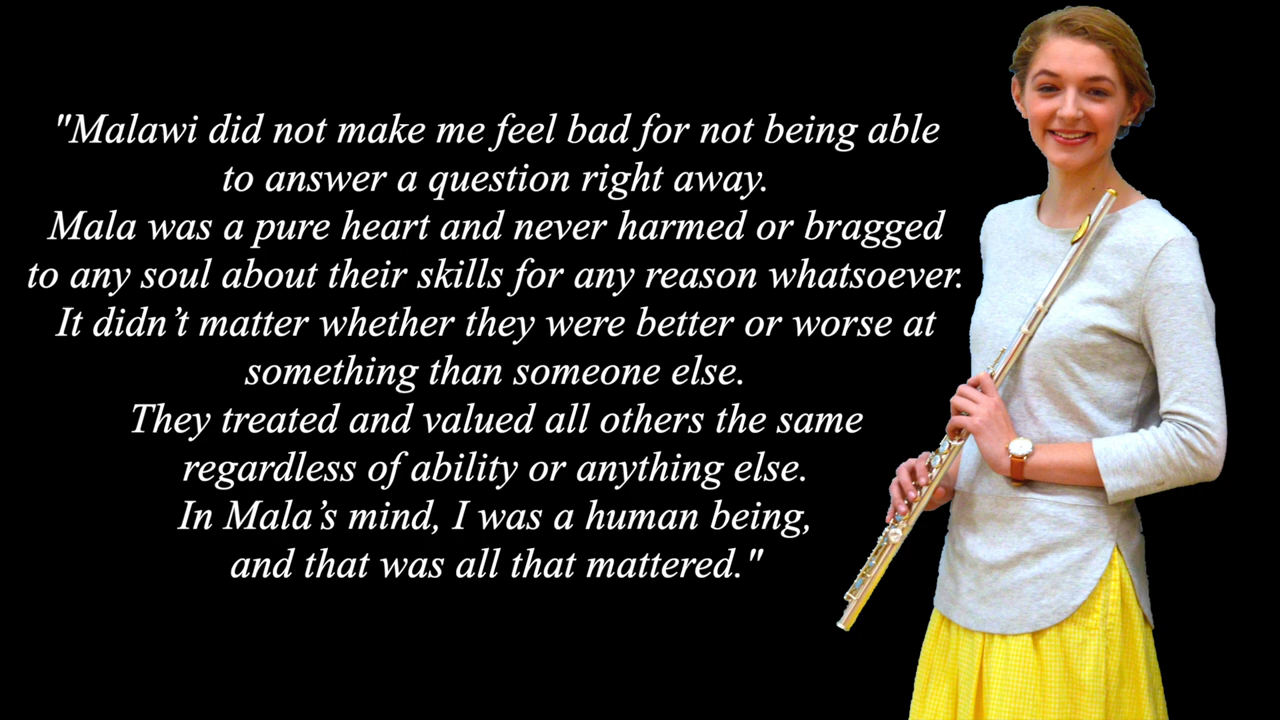 "Malawi did not make me feel bad for not being able
to answer a question right away.
Mala was a pure heart and never harmed or bragged
to any soul about their skills for any reason whatsoever.
It didn’t matter whether they were better or worse at
something than someone else.
They treated and valued all others the same
regardless of ability or anything else.
In Mala’s mind, I was a human being,
and that was all that mattered."